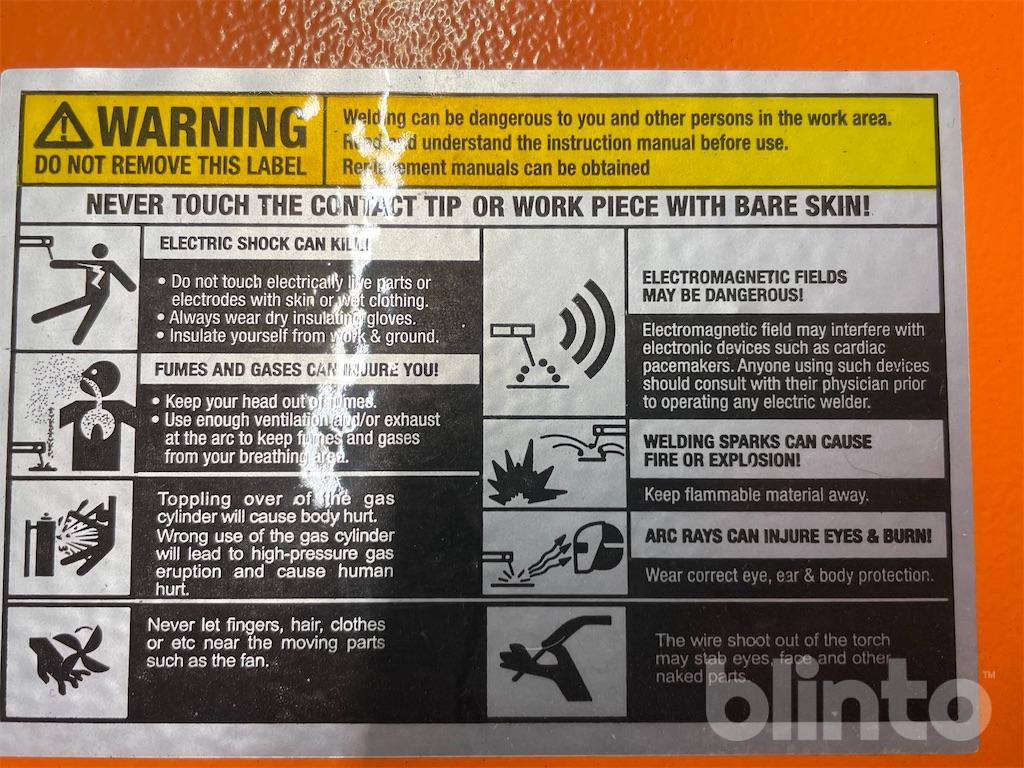 WARNING
DO NOT REMOVE THIS LABEL
Welding can be dangerous to you and other persons in the work area.
Read and understand the instruction manual before use.
Replacement manuals can be obtained
NEVER TOUCH THE CONTACT TIP OR WORK PIECE WITH BARE SKIN!
ELECTRIC SHOCK CAN KILL!
• Do not touch electrically live parts or
electrodes with skin or wet clothing.
• Always wear dry insulating gloves.
• Insulate yourself from work & ground.
FUMES AND GASES CAN INJURE YOU!
• Keep your head out of fumes.
• Use enough ventilation and/or exhaust
at the arc to keep fumes and gases
from your breathing area.
Toppling over of the gas
cylinder will cause body hurt.
Wrong use of the gas cylinder
will lead to high-pressure gas
eruption and cause human
hurt.
Never let fingers, hair, clothes
or etc near the moving parts
such as the fan.
ELECTROMAGNETIC FIELDS
MAY BE DANGEROUS!
Electromagnetic field may interfere with
electronic devices such as cardiac
pacemakers. Anyone using such devices
should consult with their physician prior
to operating any electric welder.
WELDING SPARKS CAN CAUSE
FIRE OR EXPLOSION!
Keep flammable material away.
ARC RAYS CAN INJURE EYES & BURN!
Wear correct eye, ear & body protection.
The wire shoot out of the torch
may stab eyes, face and other
naked parts.
blinto™